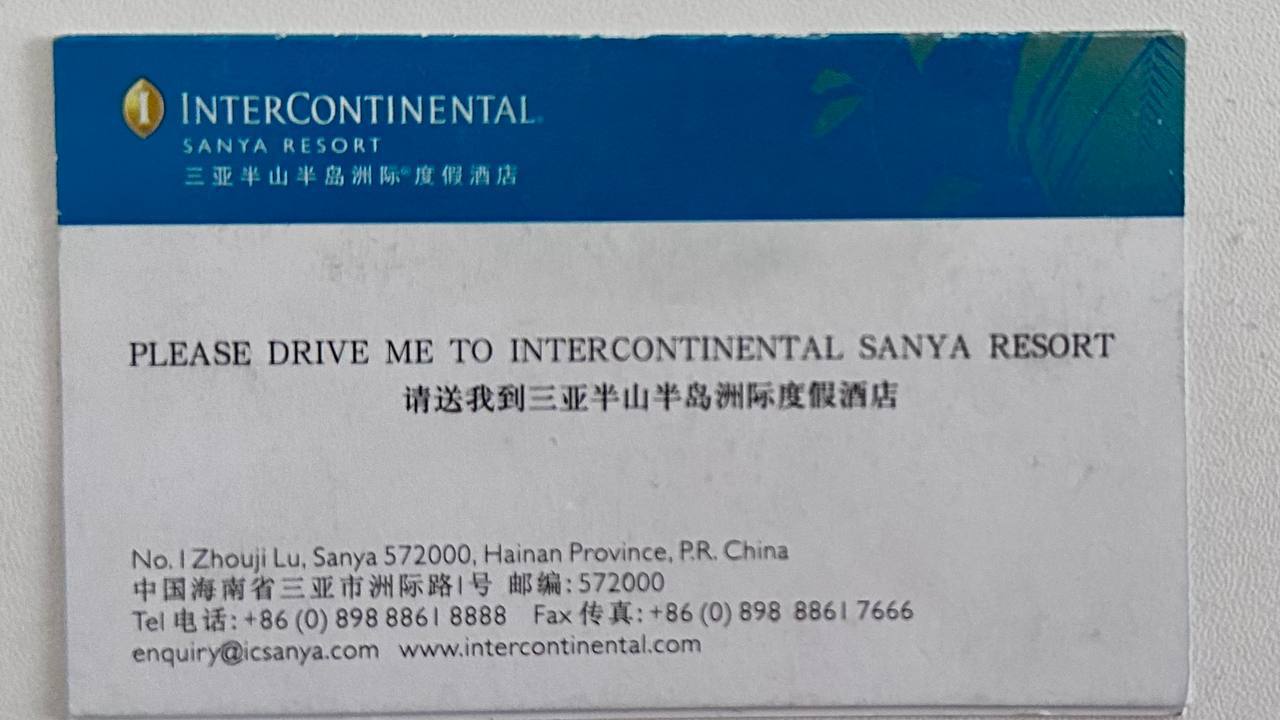 INTERCONTINENTAL®
SANYA RESORT
三亚半山半岛洲际®度假酒店
PLEASE DRIVE ME TO INTERCONTINENTAL SANYA RESORT
请送我到三亚半山半岛洲际度假酒店
No. 1 Zhouji Lu, Sanya 572000, Hainan Province, P.R. China
中国海南省三亚市洲际路1号 邮编: 572000
Tel 电话: +86 (0) 898 8861 8888 Fax 传真: +86 (0) 898 8861 7666
enquiry@icsanya.com www.intercontinental.com